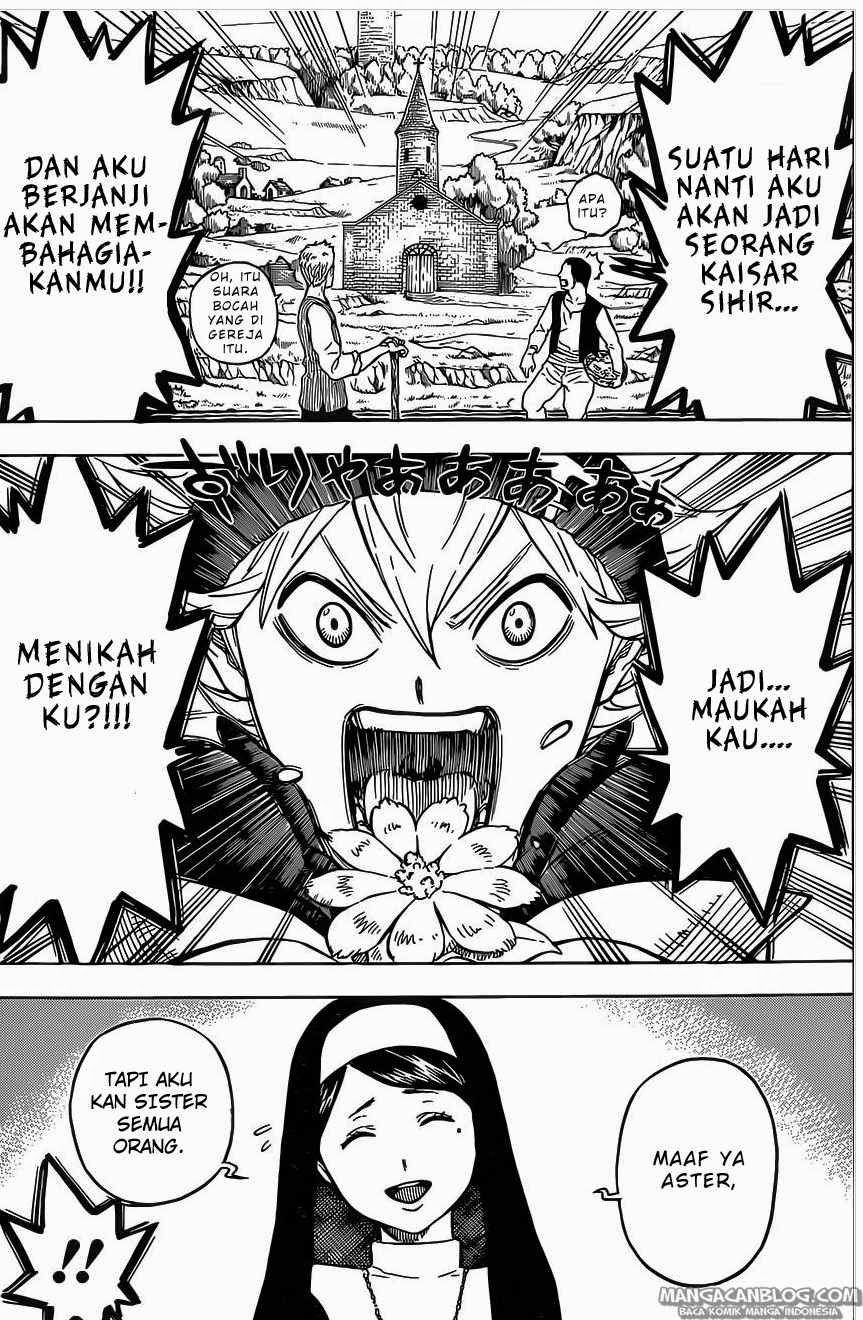 SUATU HARI
NANTI AKU
AKAN JADI
SEORANG
KAISAR
SIHIR...
APA
ITU?
OH, ITU
SUARA
BOCAH
YANG DI
GEREJA
ITU.
DAN AKU
BERJANJI
AKAN MEM-
BAHAGIA-
KANMU!!
ずりゃああああああ
JADI...
MAUKAH
KAU....
MENIKAH
DENGAN
KU?!!!
MAAF YA
ASTER,
TAPI AKU
KAN SISTER
SEMUA
ORANG.
!!
MANGACANBLOG.COM
BACA KOMIK MANGA INDONESIA